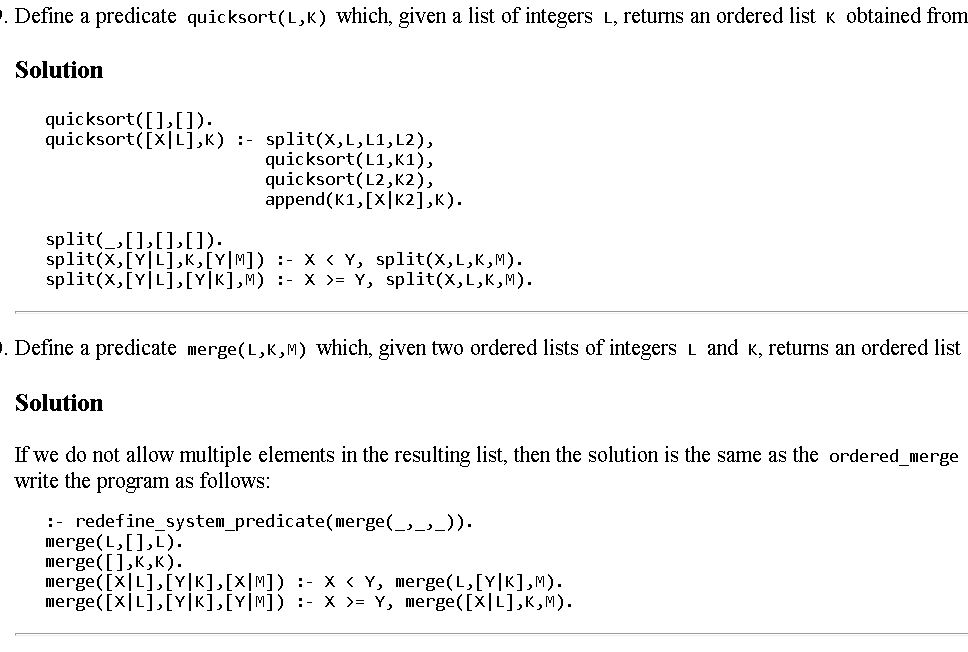 . Define a predicate quicksort(L,K) which, given a list of integers L, returns an ordered list K obtained from
Solution
quicksort([],[]).
quicksort([X|L],K) :- split(X,L,L1,L2),
quicksort(L1,K1),
quicksort(L2,K2),
append(K1,[X|K2],K).
split(_,[],[],[]).
split(X,[Y|L],K,[Y|M]) :- X < Y, split(X,L,K,M).
split(X,[Y|L],[Y|K],M) :- X >= Y, split(X,L,K,M).
. Define a predicate merge(L,K,M) which, given two ordered lists of integers L and K, returns an ordered list
Solution
If we do not allow multiple elements in the resulting list, then the solution is the same as the ordered_merge
write the program as follows:
:- redefine_system_predicate(merge(_,_,_)).
merge(L,[],L).
merge([],K,K).
merge([X|L],[Y|K],[X|M]) :- X < Y, merge(L,[Y|K],M).
merge([X|L],[Y|K],[Y|M]) :- X >= Y, merge([X|L],K,M).